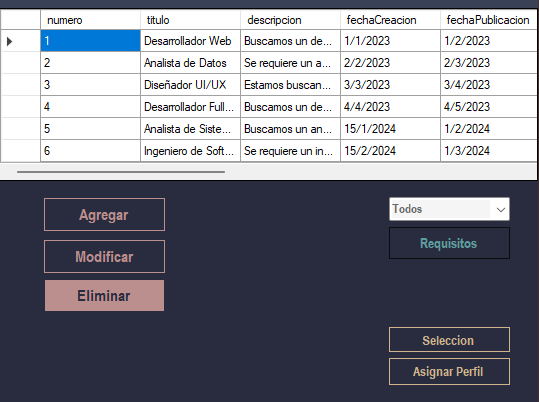 numero titulo descripcion fechaCreacion fechaPublicacion
1 Desarrollador Web Buscamos un de... 1/1/2023 1/2/2023
2 Analista de Datos Se requiere un a... 2/2/2023 2/3/2023
3 Diseñador UI/UX Estamos buscan... 3/3/2023 3/4/2023
4 Desarrollador Full... Buscamos un de... 4/4/2023 4/5/2023
5 Analista de Siste... Buscamos un an... 15/1/2024 1/2/2024
6 Ingeniero de Soft... Se requiere un in... 15/2/2024 1/3/2024
Agregar
Modificar
Eliminar
Todos
Requisitos
Seleccion
Asignar Perfil